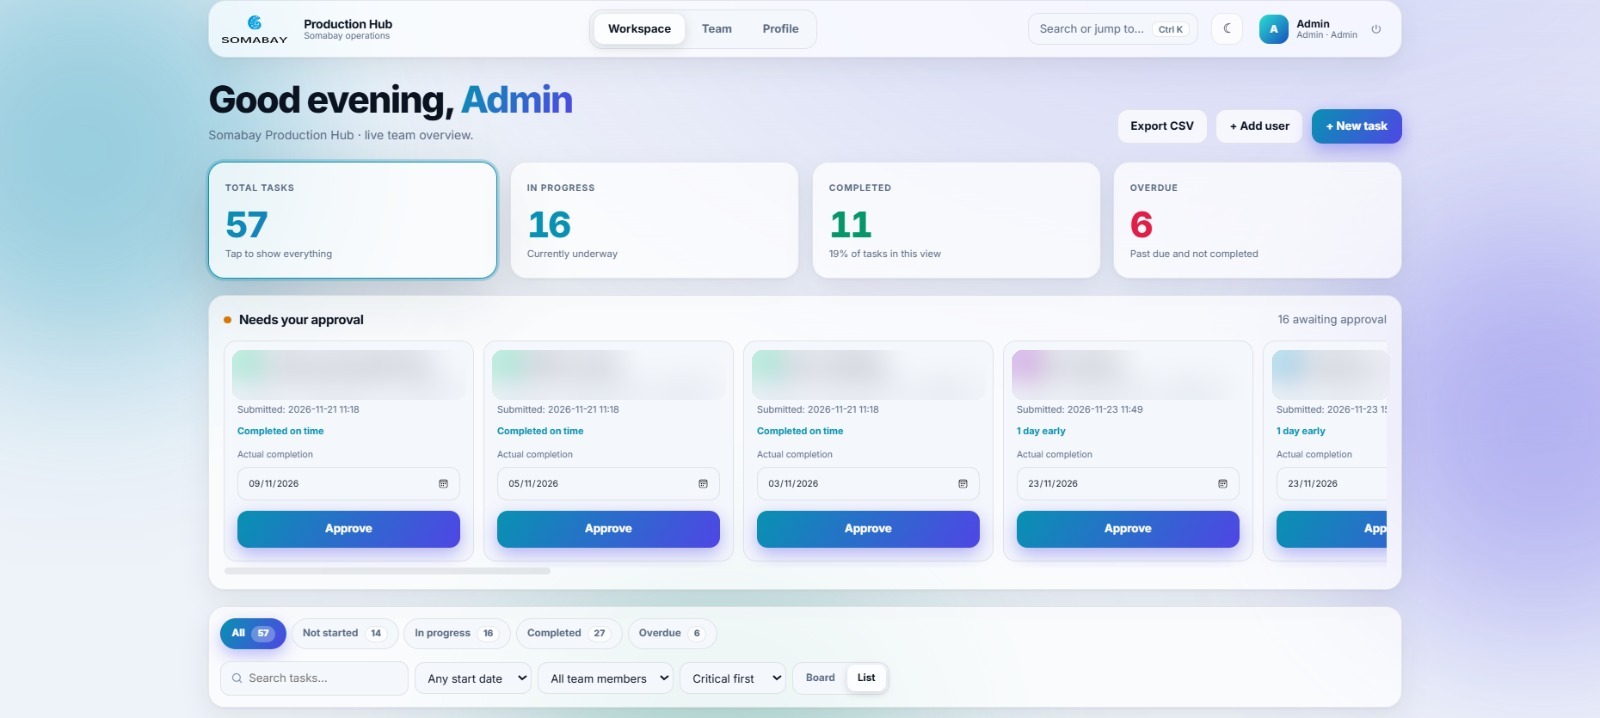 SOMABAY
Production Hub
Somabay operations
Workspace
Team
Profile
Search or jump to...
Ctrl K
A
Admin
Admin · Admin
Good evening, Admin
Somabay Production Hub · live team overview.
Export CSV
+ Add user
+ New task
TOTAL TASKS
57
Tap to show everything
IN PROGRESS
16
Currently underway
COMPLETED
11
19% of tasks in this view
OVERDUE
6
Past due and not completed
Needs your approval
16 awaiting approval
Submitted: 2026-11-21 11:18
Completed on time
Actual completion
09/11/2026
Approve
Submitted: 2026-11-21 11:18
Completed on time
Actual completion
05/11/2026
Approve
Submitted: 2026-11-21 11:18
Completed on time
Actual completion
03/11/2026
Approve
Submitted: 2026-11-23 11:49
1 day early
Actual completion
23/11/2026
Approve
Submitted: 2026-11-23 15
1 day early
Actual completion
23/11/2026
App
All 57
Not started 14
In progress 16
Completed 27
Overdue 6
Search tasks...
Any start date
All team members
Critical first
Board
List